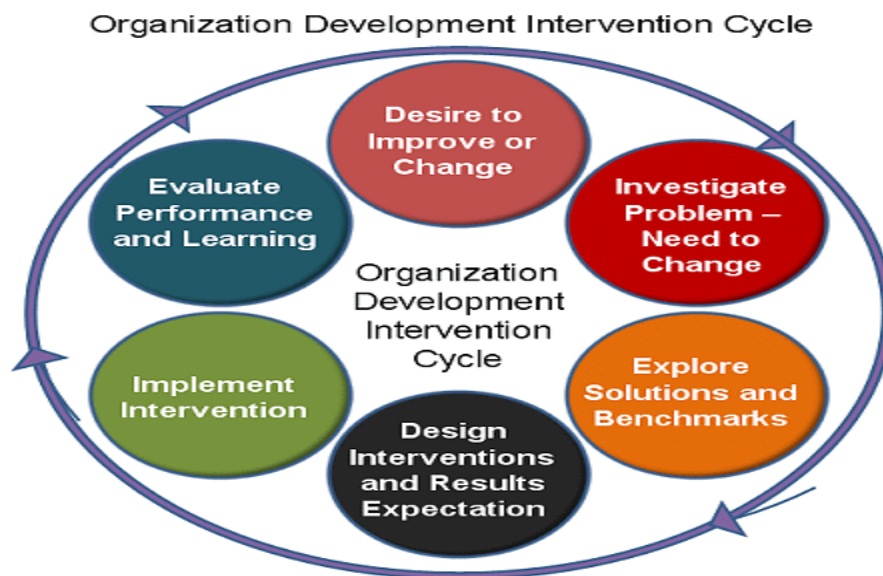 Organization Development Intervention Cycle
Desire to
Improve or
Change
Investigate
Problem –
Need to
Change
Explore
Solutions and
Benchmarks
Design
Interventions
and Results
Expectation
Implement
Intervention
Evaluate
Performance
and Learning
Organization
Development
Intervention
Cycle